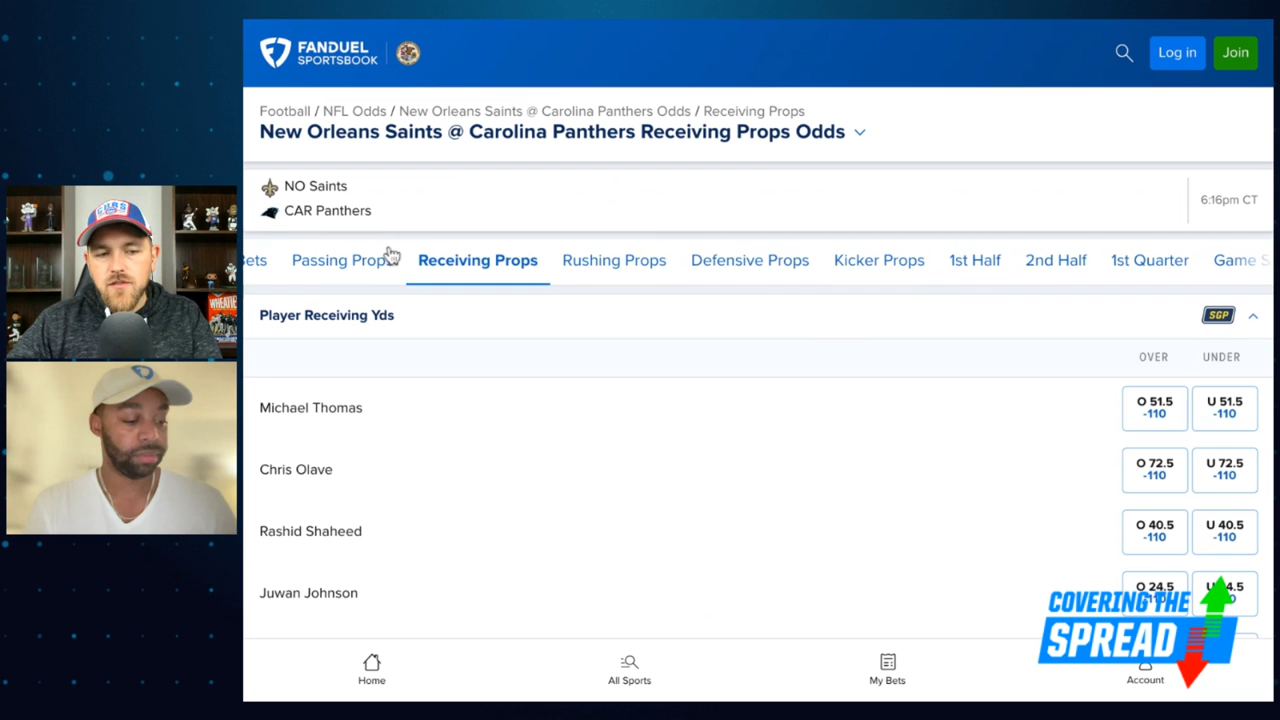 FANDUEL
SPORTSBOOK
Log in
Join
Football / NFL Odds / New Orleans Saints @ Carolina Panthers Odds / Receiving Props
New Orleans Saints @ Carolina Panthers Receiving Props Odds
NO Saints
CAR Panthers
6:16pm CT
Passing Props
Receiving Props
Rushing Props
Defensive Props
Kicker Props
1st Half
2nd Half
1st Quarter
Game S
Player Receiving Yds
SGP
OVER
UNDER
Michael Thomas
O 51.5
-110
U 51.5
-110
Chris Olave
O 72.5
-110
U 72.5
-110
Rashid Shaheed
O 40.5
-110
U 40.5
-110
Juwan Johnson
O 24.5
COVERING THE
SPREAD
Home
All Sports
My Bets
Account
CUBS
WHEATIES